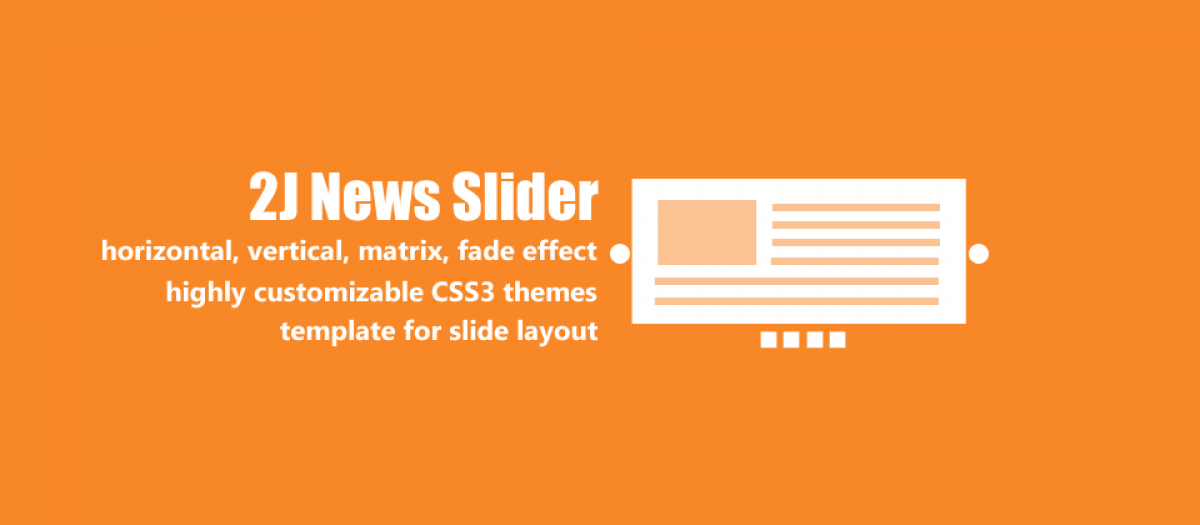 2J News Slider
horizontal, vertical, matrix, fade effect
highly customizable CSS3 themes
template for slide layout